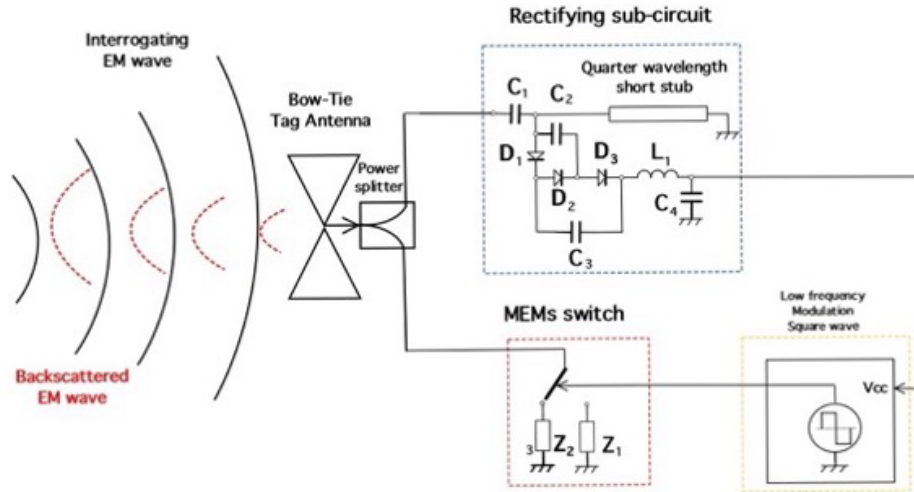 Rectifying sub-circuit
Interrogating
EM wave
Bow-Tie
Tag Antenna
Power
splitter
C1
C2
Quarter wavelength
short stub
D1
D2
D3
L1
C4
C3
MEMs switch
Low frequency
Modulation
Square wave
Backscattered
EM wave
Vcc
3
Z2
Z1